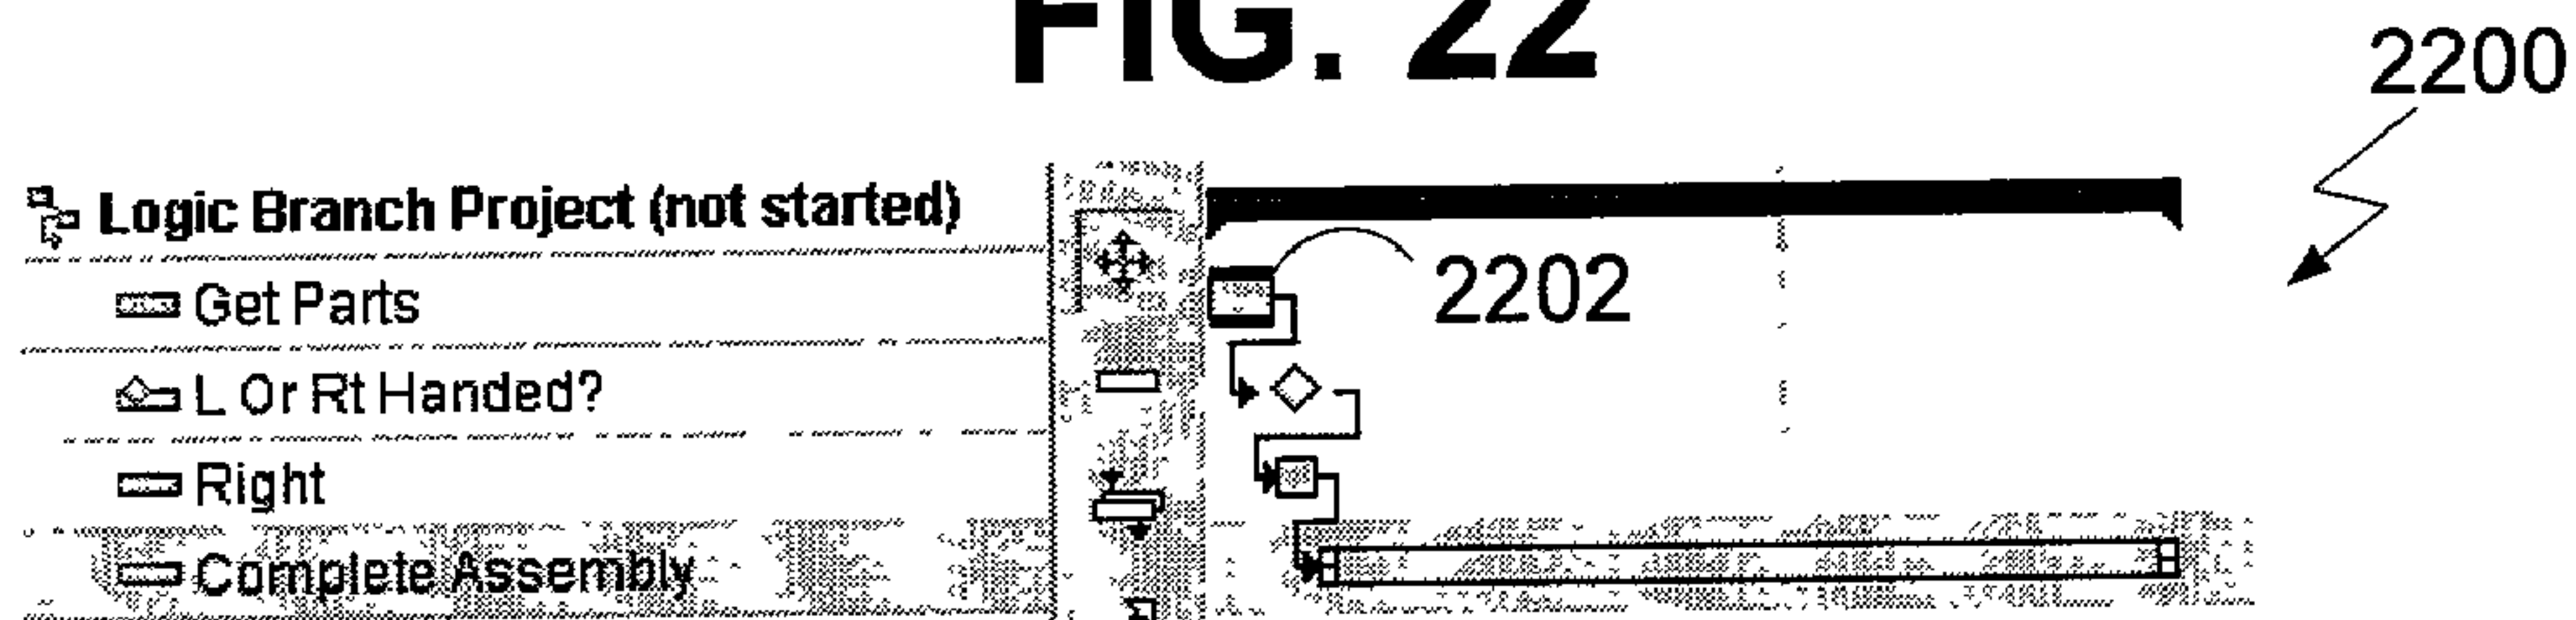 FIG. 22
2200
Logic Branch Project (not started)
Get Parts
2202
L Or Rt Handed?
Right
Complete Assembly